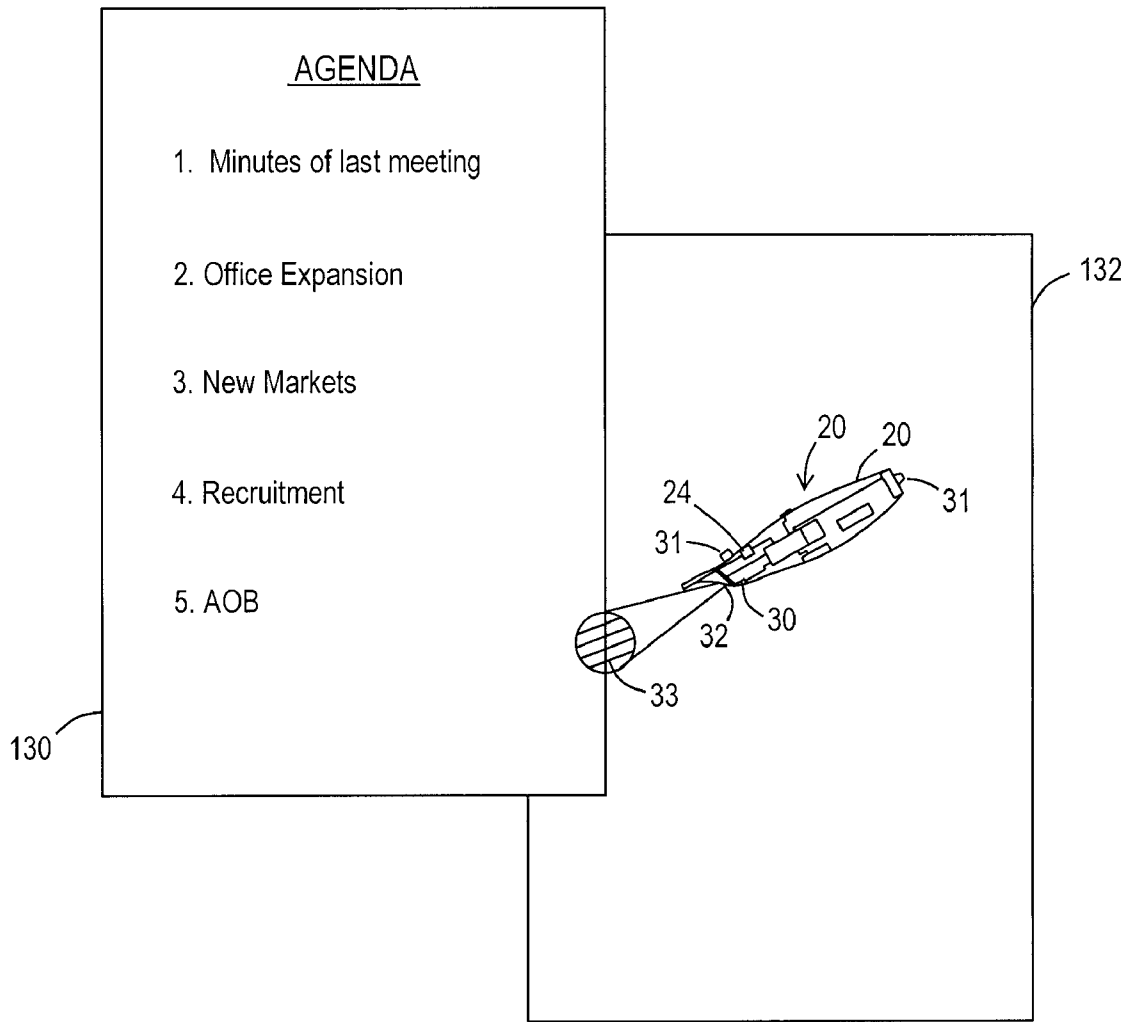 AGENDA
1. Minutes of last meeting
2. Office Expansion
3. New Markets
4. Recruitment
5. AOB
130
132
20 20
24
31
31
32 30
33